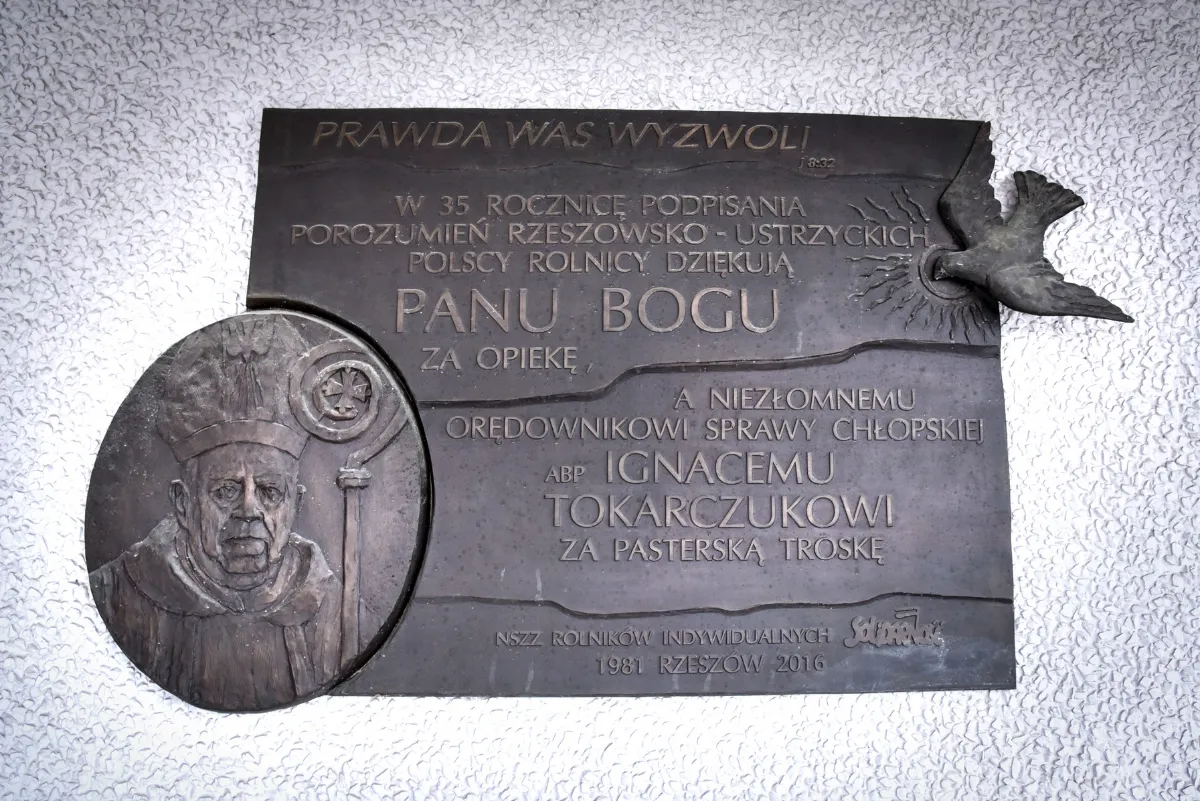 PRAWDA WAS WYZWOLI
J 8:32
W 35 ROCZNICĘ PODPISANIA
POROZUMIEŃ RZESZOWSKO - USTRZYCKICH
POLSCY ROLNICY DZIĘKUJĄ
PANU BOGU
ZA OPIEKĘ,
A NIEZŁOMNEMU
ORĘDOWNIKOWI SPRAWY CHŁOPSKIEJ
ABP IGNACEMU
TOKARCZUKOWI
ZA PASTERSKĄ TROSKĘ
NSZZ ROLNIKÓW INDYWIDUALNYCH SOLIDARNOŚĆ
1981 RZESZÓW 2016